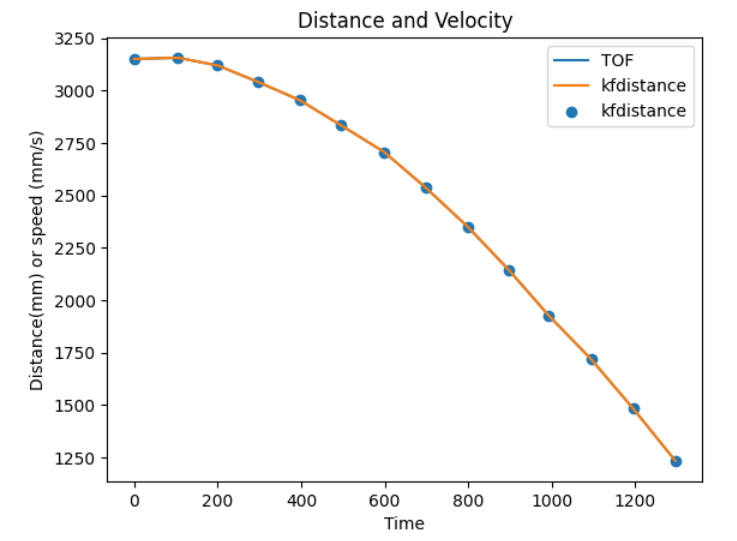 Distance and Velocity
3250
3000
2750
2500
2250
2000
1750
1500
1250
Distance(mm) or speed (mm/s)
TOF
kfdistance
kfdistance
0 200 400 600 800 1000 1200
Time